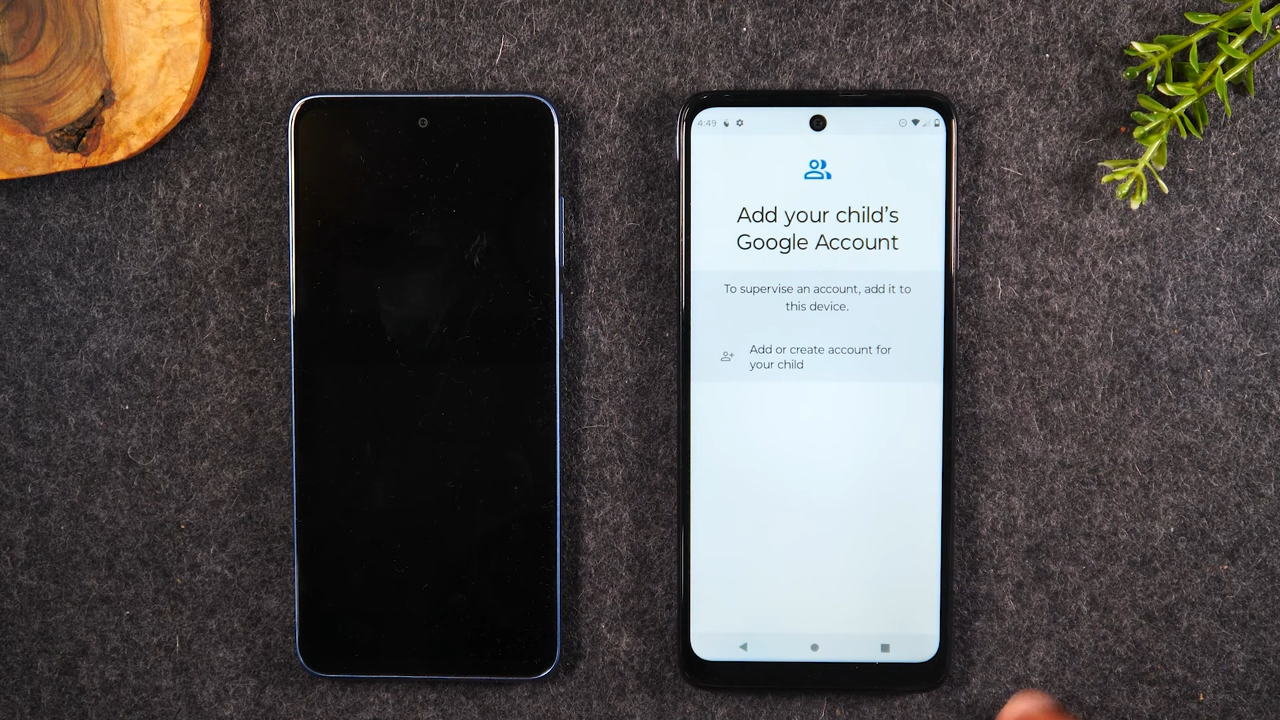 4:49
Add your child's
Google Account
To supervise an account, add it to
this device.
Add or create account for
your child